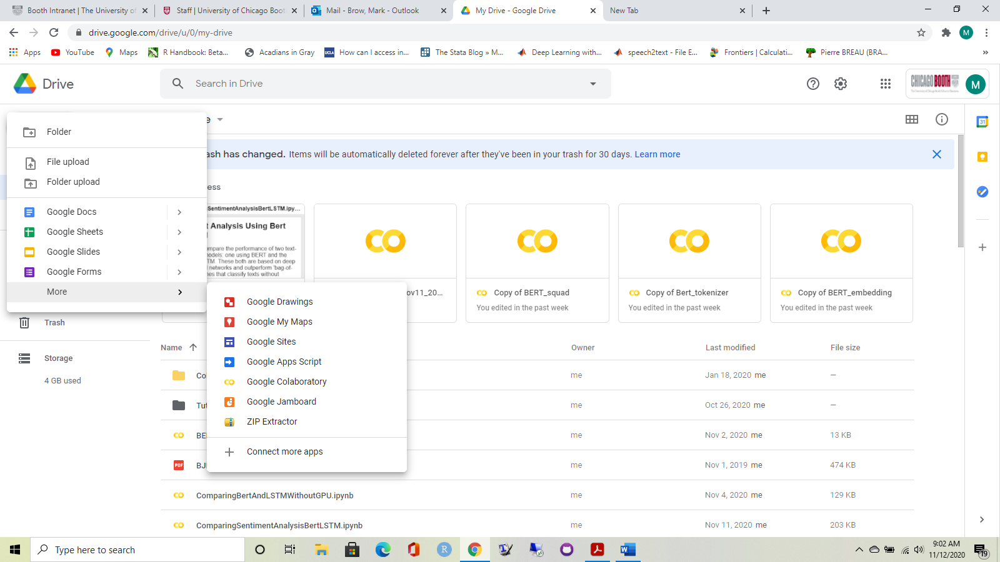 Booth Intranet | The University of
Staff | University of Chicago Boot
Mail - Brow, Mark - Outlook
My Drive - Google Drive
New Tab
drive.google.com/drive/u/0/my-drive
M
Apps
YouTube
Maps
R Handbook: Beta...
Acadians in Gray
UCLA
How can I access in...
The Stata Blog » M...
Deep Learning with...
speech2text - File E...
Frontiers | Calculati...
Pierre BREAU (BRA...
»
Drive
Search in Drive
CHICAGO BOOTH
M
e
Folder
File upload
Folder upload
Google Docs
Google Sheets
Google Slides
Google Forms
More
Trash
Storage
4 GB used
ash has changed. Items will be automatically deleted forever after they've been in your trash for 30 days. Learn more
31
ess
SentimentAnalysisBertLSTM.ipy...
t Analysis Using Bert
ompare the performance of two text-
nodels: one using BERT and the
TM. These both are based on deep
l networks and outperform 'bag-of-
nes that classify texts without
ov11_20...
Copy of BERT_squad
You edited in the past week
Copy of Bert_tokenizer
You edited in the past week
Copy of BERT_embedding
You edited in the past week
Google Drawings
Google My Maps
Google Sites
Google Apps Script
Google Colaboratory
Google Jamboard
ZIP Extractor
Connect more apps
Name Owner Last modified File size
Co me Jan 18, 2020 me —
Tut me Oct 26, 2020 me —
BE me Nov 2, 2020 me 13 KB
PDF BJ me Nov 1, 2019 me 474 KB
ComparingBertAndLSTMWithoutGPU.ipynb me Nov 4, 2020 me 129 KB
ComparingSentimentAnalysisBertLSTM.ipynb me Nov 11, 2020 me 203 KB
Type here to search
R
W
9:02 AM
11/12/2020
19